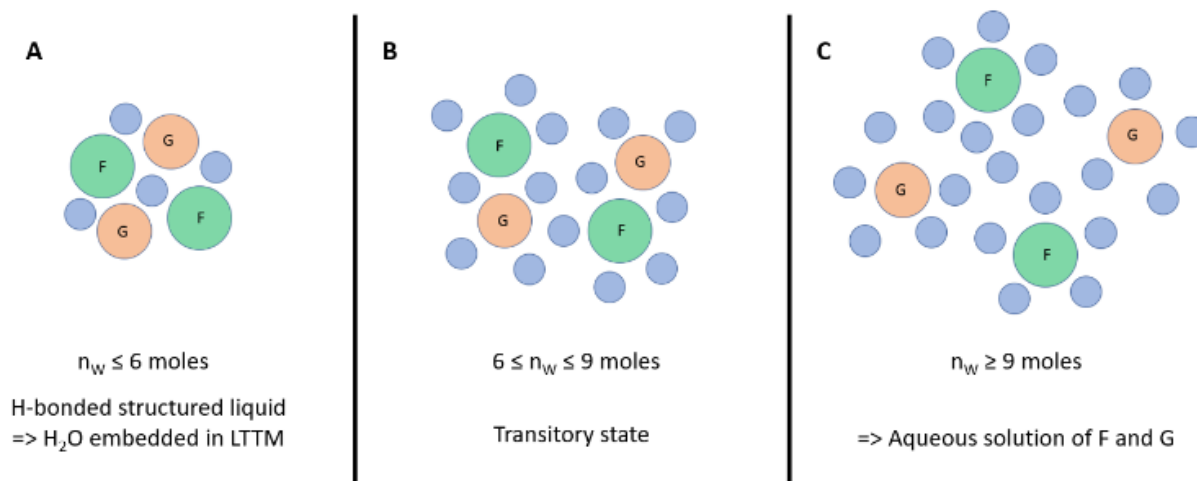 A
F
G
G
F
n_W ≤ 6 moles
H-bonded structured liquid
=> H₂O embedded in LTTM
B
F
G
G
F
6 ≤ n_W ≤ 9 moles
Transitory state
C
F
G
G
F
n_W ≥ 9 moles
=> Aqueous solution of F and G